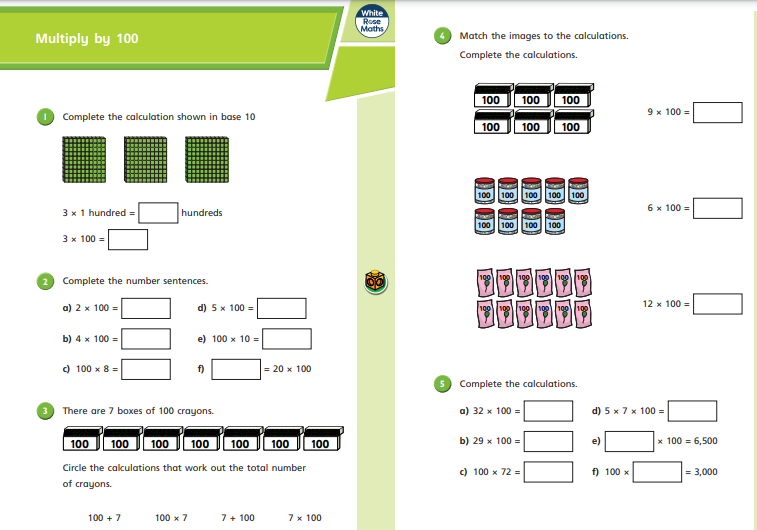 Multiply by 100
White
Rose
Maths
1 Complete the calculation shown in base 10
3 × 1 hundred = hundreds
3 × 100 =
2 Complete the number sentences.
a) 2 × 100 =
d) 5 × 100 =
b) 4 × 100 =
e) 100 × 10 =
c) 100 × 8 =
f) = 20 × 100
3 There are 7 boxes of 100 crayons.
100 100 100 100 100 100 100
Circle the calculations that work out the total number
of crayons.
100 + 7 100 × 7 7 + 100 7 × 100
4 Match the images to the calculations.
Complete the calculations.
100 100 100
100 100 100
9 × 100 =
100 100 100 100 100
100 100 100 100
6 × 100 =
100 100 100 100 100 100
100 100 100 100 100 100
12 × 100 =
5 Complete the calculations.
a) 32 × 100 =
d) 5 × 7 × 100 =
b) 29 × 100 =
e) × 100 = 6,500
c) 100 × 72 =
f) 100 × = 3,000